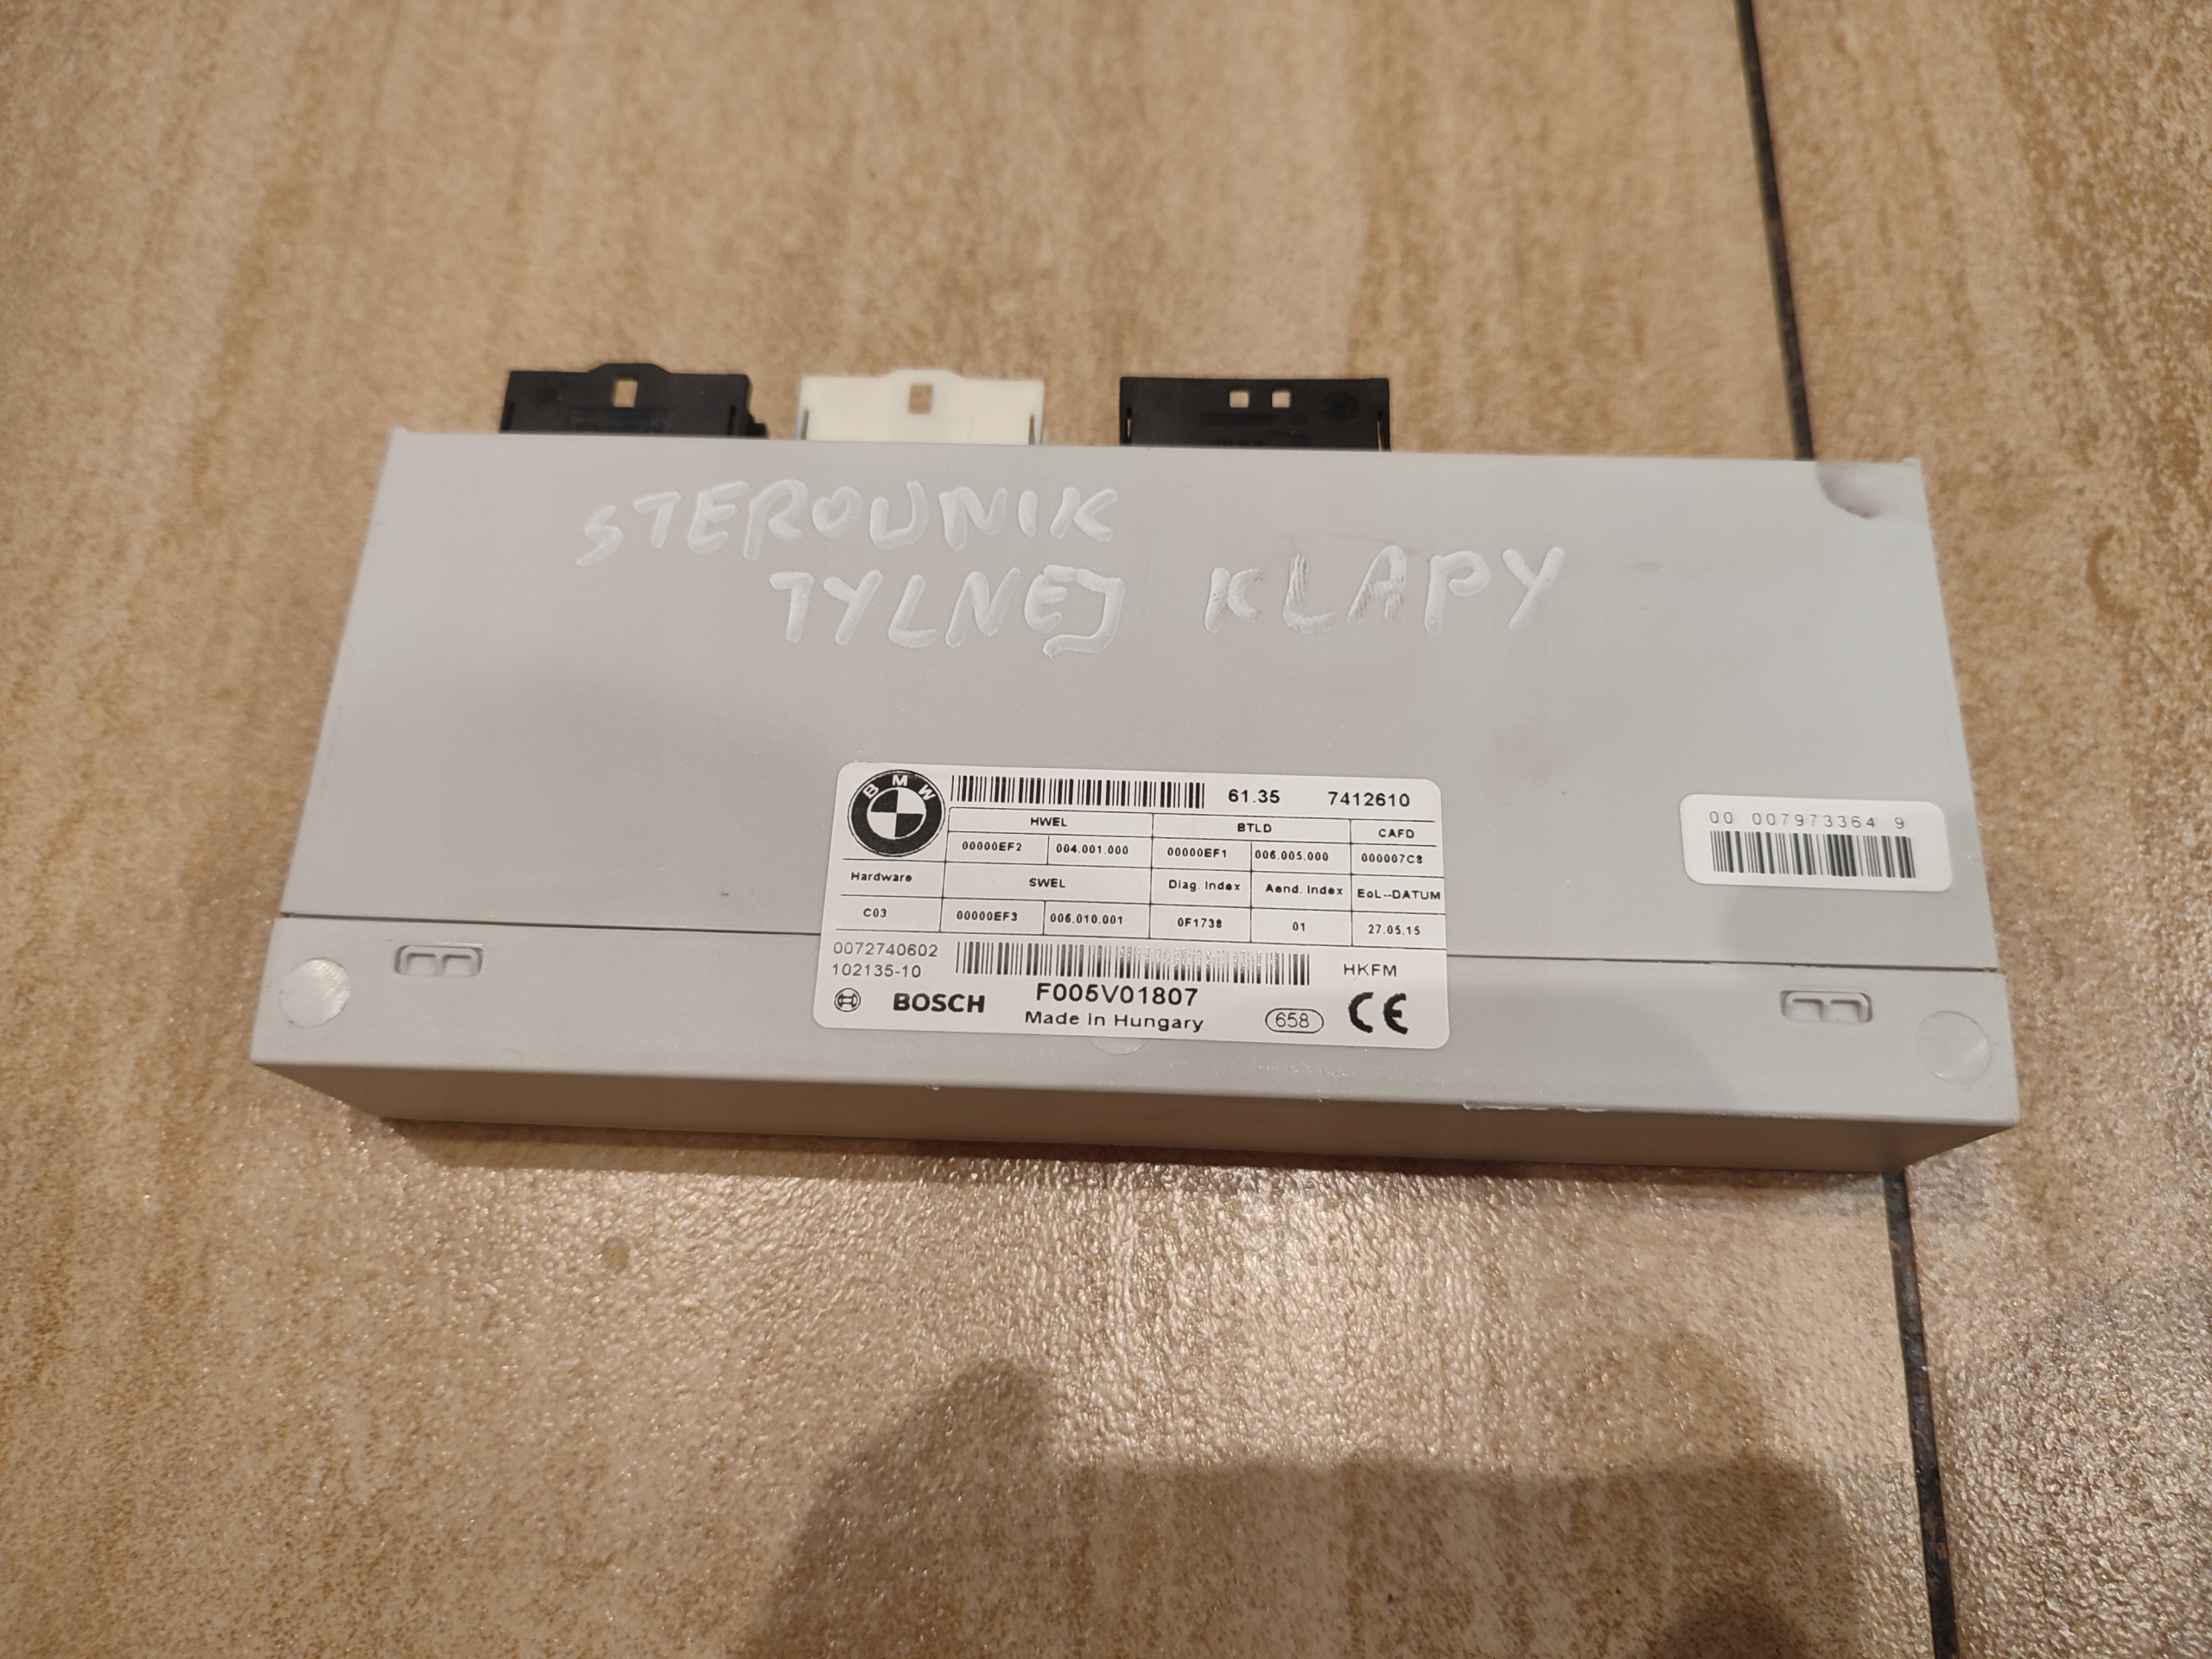 STEROWNIK
TYLNEJ KLAPY
BMW
61.35 7412610
HWEL BTLD CAFD
00000EF2 004.001.000 00000EF1 006.005.000 000007C8
Hardware SWEL Diag. Index Aend. Index EoL--DATUM
C03 00000EF3 006.010.001 0F1738 01 27.05.15
0072740602
102135-10 HKFM
BOSCH F005V01807
Made in Hungary 658 CE
00 007973364 9